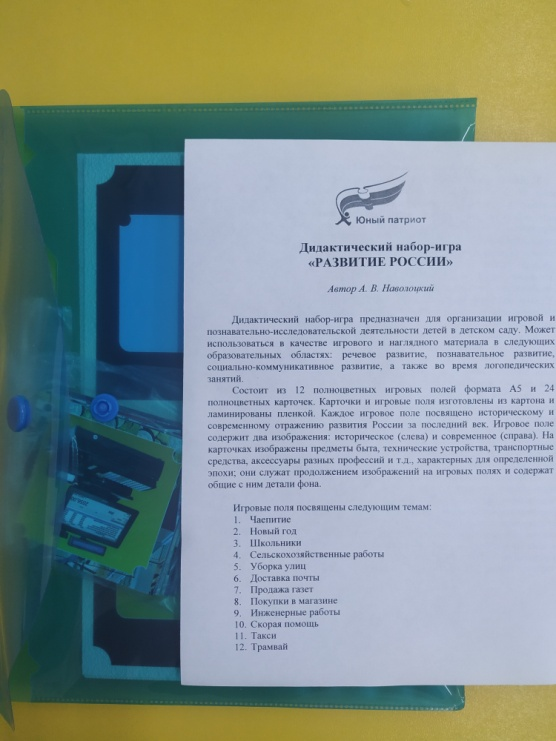 Юный патриот
Дидактический набор-игра
«РАЗВИТИЕ РОССИИ»
Автор А. В. Наволоцкий
Дидактический набор-игра предназначен для организации игровой и
познавательно-исследовательской деятельности детей в детском саду. Может
использоваться в качестве игрового и наглядного материала в следующих
образовательных областях: речевое развитие, познавательное развитие,
социально-коммуникативное развитие, а также во время логопедических
занятий.
Состоит из 12 полноцветных игровых полей формата А5 и 24
полноцветных карточек. Карточки и игровые поля изготовлены из картона и
ламинированы пленкой. Каждое игровое поле посвящено историческому и
современному отражению развития России за последний век. Игровое поле
содержит два изображения: историческое (слева) и современное (справа). На
карточках изображены предметы быта, технические устройства, транспортные
средства, аксессуары разных профессий и т.д., характерных для определенной
эпохи; они служат продолжением изображений на игровых полях и содержат
общие с ним детали фона.
Игровые поля посвящены следующим темам:
1. Чаепитие
2. Новый год
3. Школьники
4. Сельскохозяйственные работы
5. Уборка улиц
6. Доставка почты
7. Продажа газет
8. Покупки в магазине
9. Инженерные работы
10. Скорая помощь
11. Такси
12. Трамвай